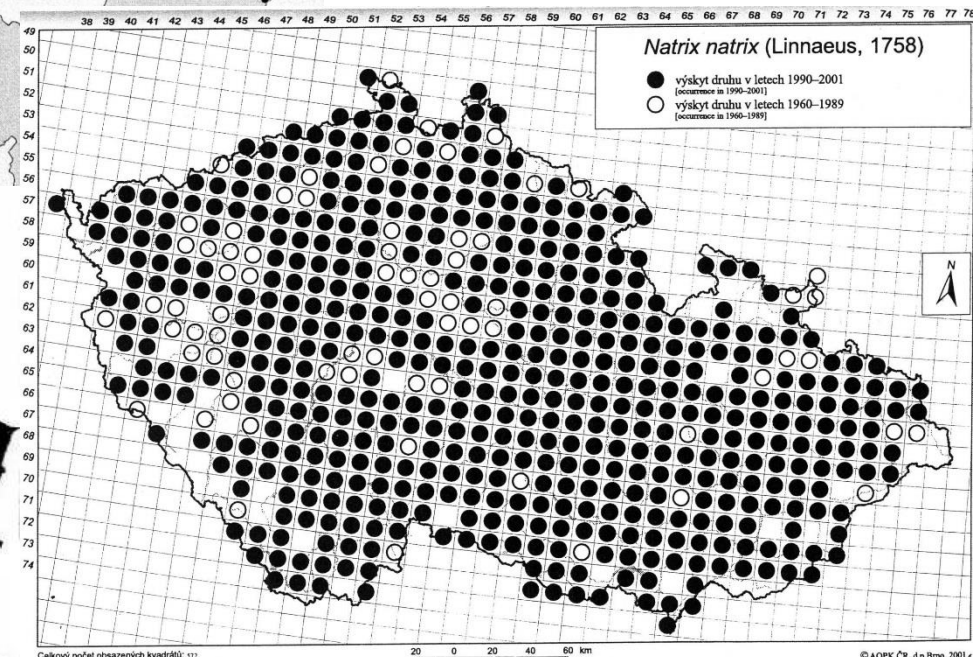 38 39 40 41 42 43 44 45 46 47 48 49 50 51 52 53 54 55 56 57 58 59 60 61 62 63 64 65 66 67 68 69 70 71 72 73 74 75 76 77 78
49
50
51
52
53
54
55
56
57
58
59
60
61
62
63
64
65
66
67
68
69
70
71
72
73
74
Natrix natrix (Linnaeus, 1758)
výskyt druhu v letech 1990–2001
[occurrence in 1990–2001]
výskyt druhu v letech 1960–1989
[occurrence in 1960–1989]
N
Celkový počet obsazených kvadrátů:
20 0 20 40 60 km
© AOPK ČR, d.p. Brno, 2001